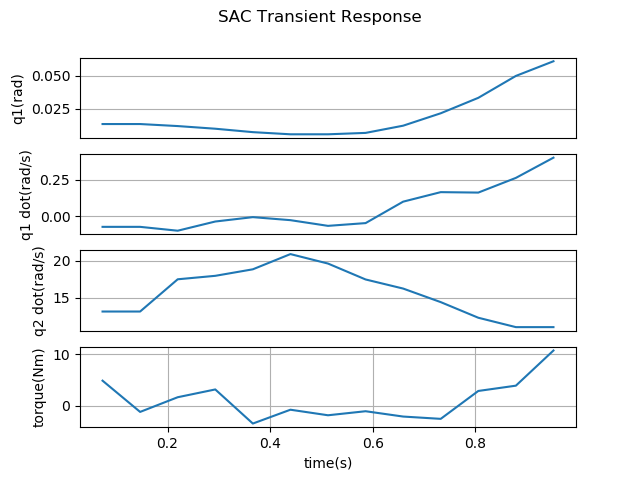 SAC Transient Response
0.050
0.025
q1(rad)
0.25
0.00
q1 dot(rad/s)
20
15
q2 dot(rad/s)
10
0
torque(Nm)
0.2 0.4 0.6 0.8
time(s)